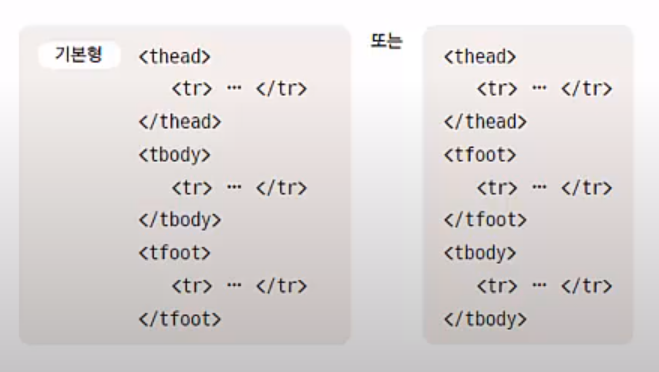 기본형
<thead>
<tr> … </tr>
</thead>
<tbody>
<tr> … </tr>
</tbody>
<tfoot>
<tr> … </tr>
</tfoot>
또는
<thead>
<tr> … </tr>
</thead>
<tfoot>
<tr> … </tr>
</tfoot>
<tbody>
<tr> … </tr>
</tbody>